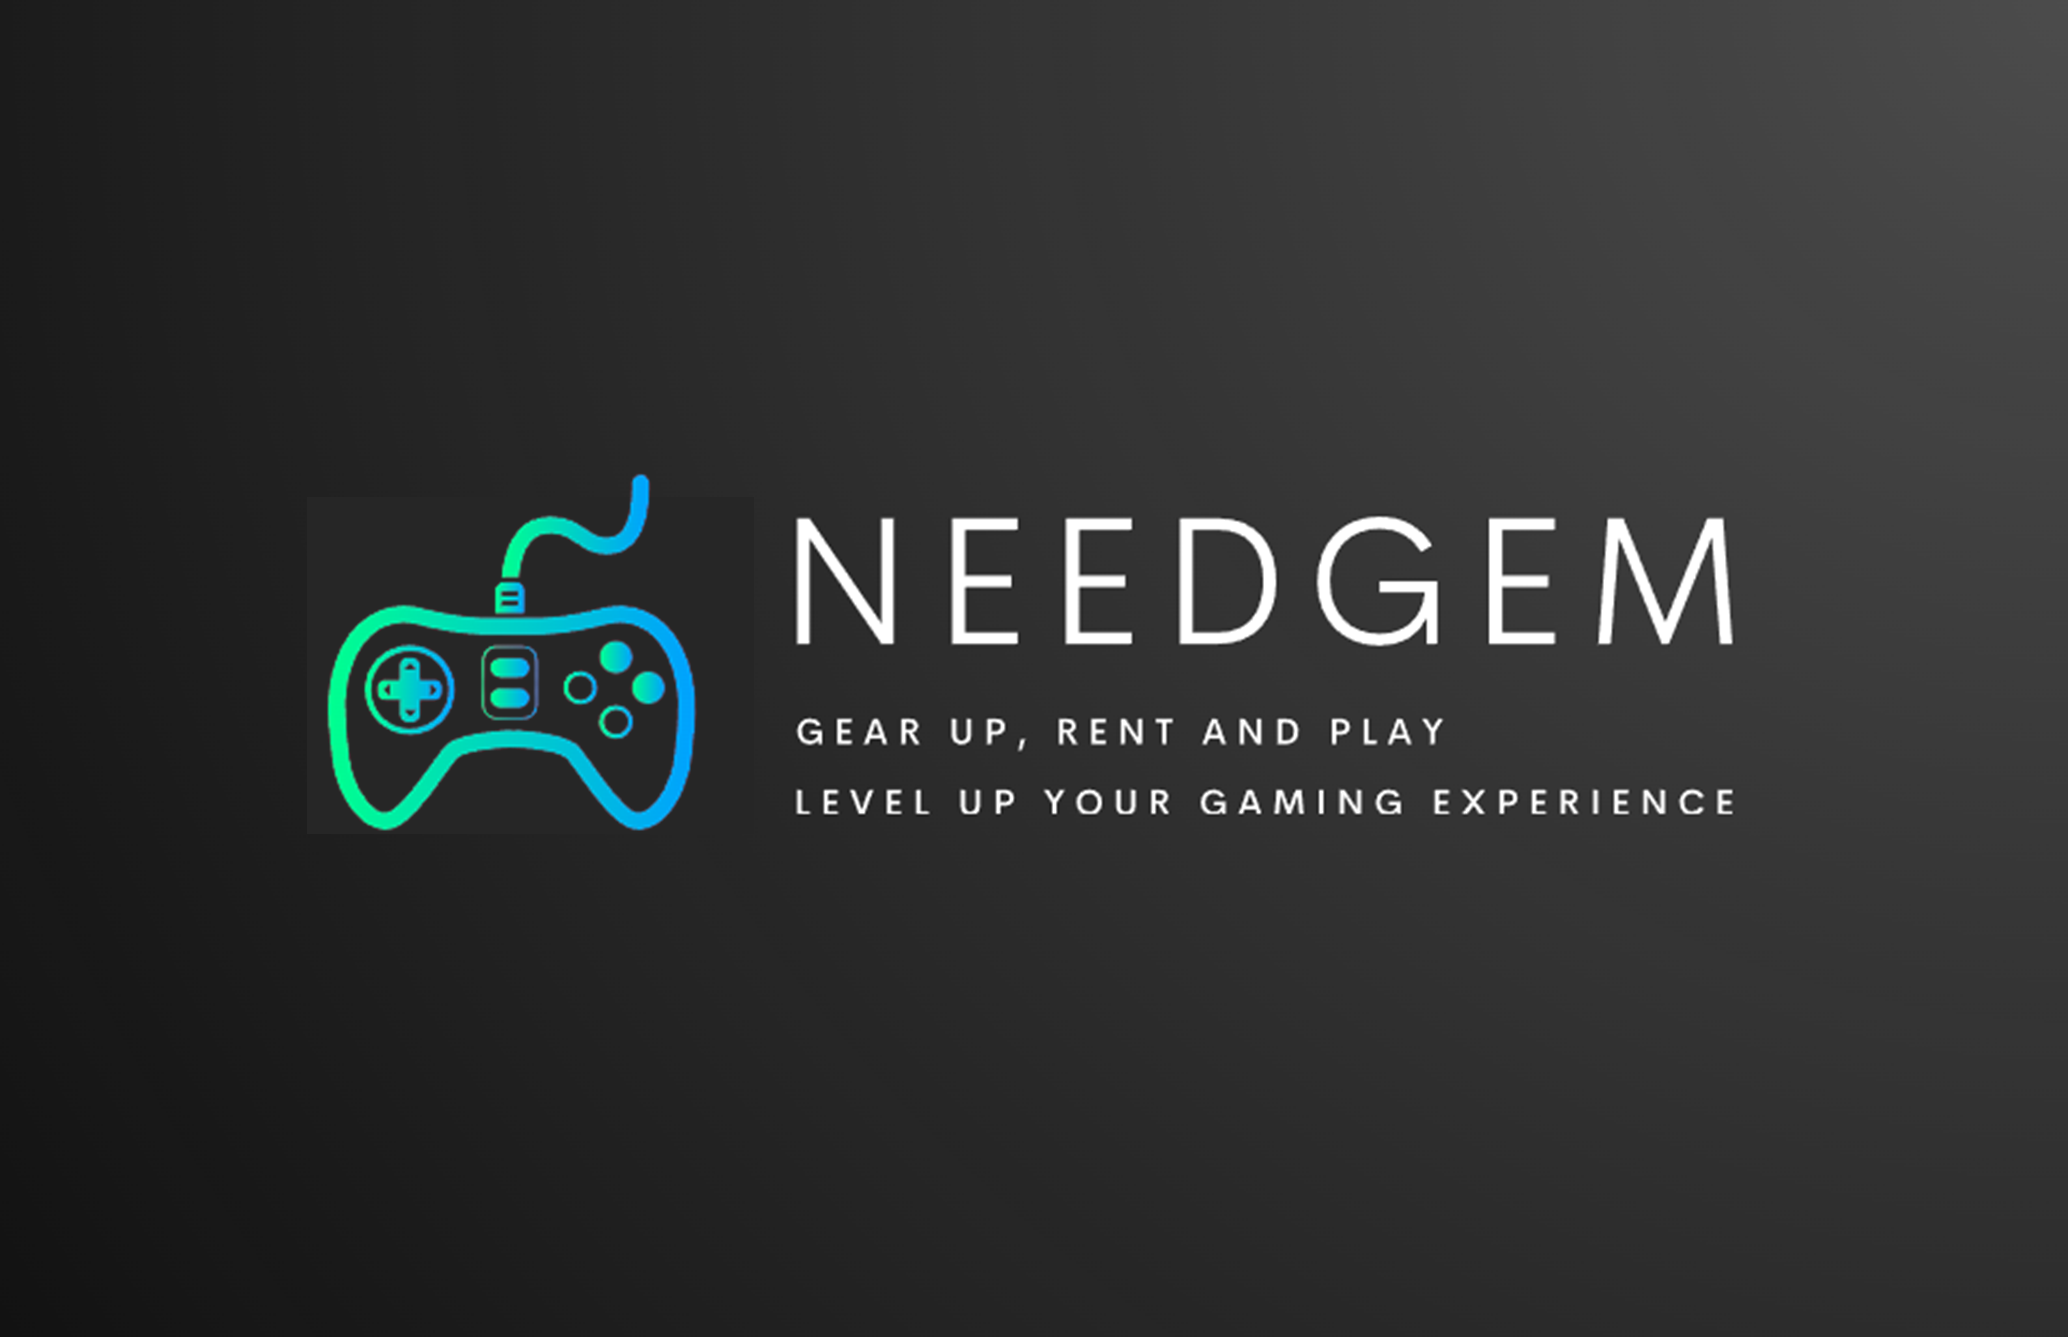 NEEDGEM
GEAR UP, RENT AND PLAY
LEVEL UP YOUR GAMING EXPERIENCE